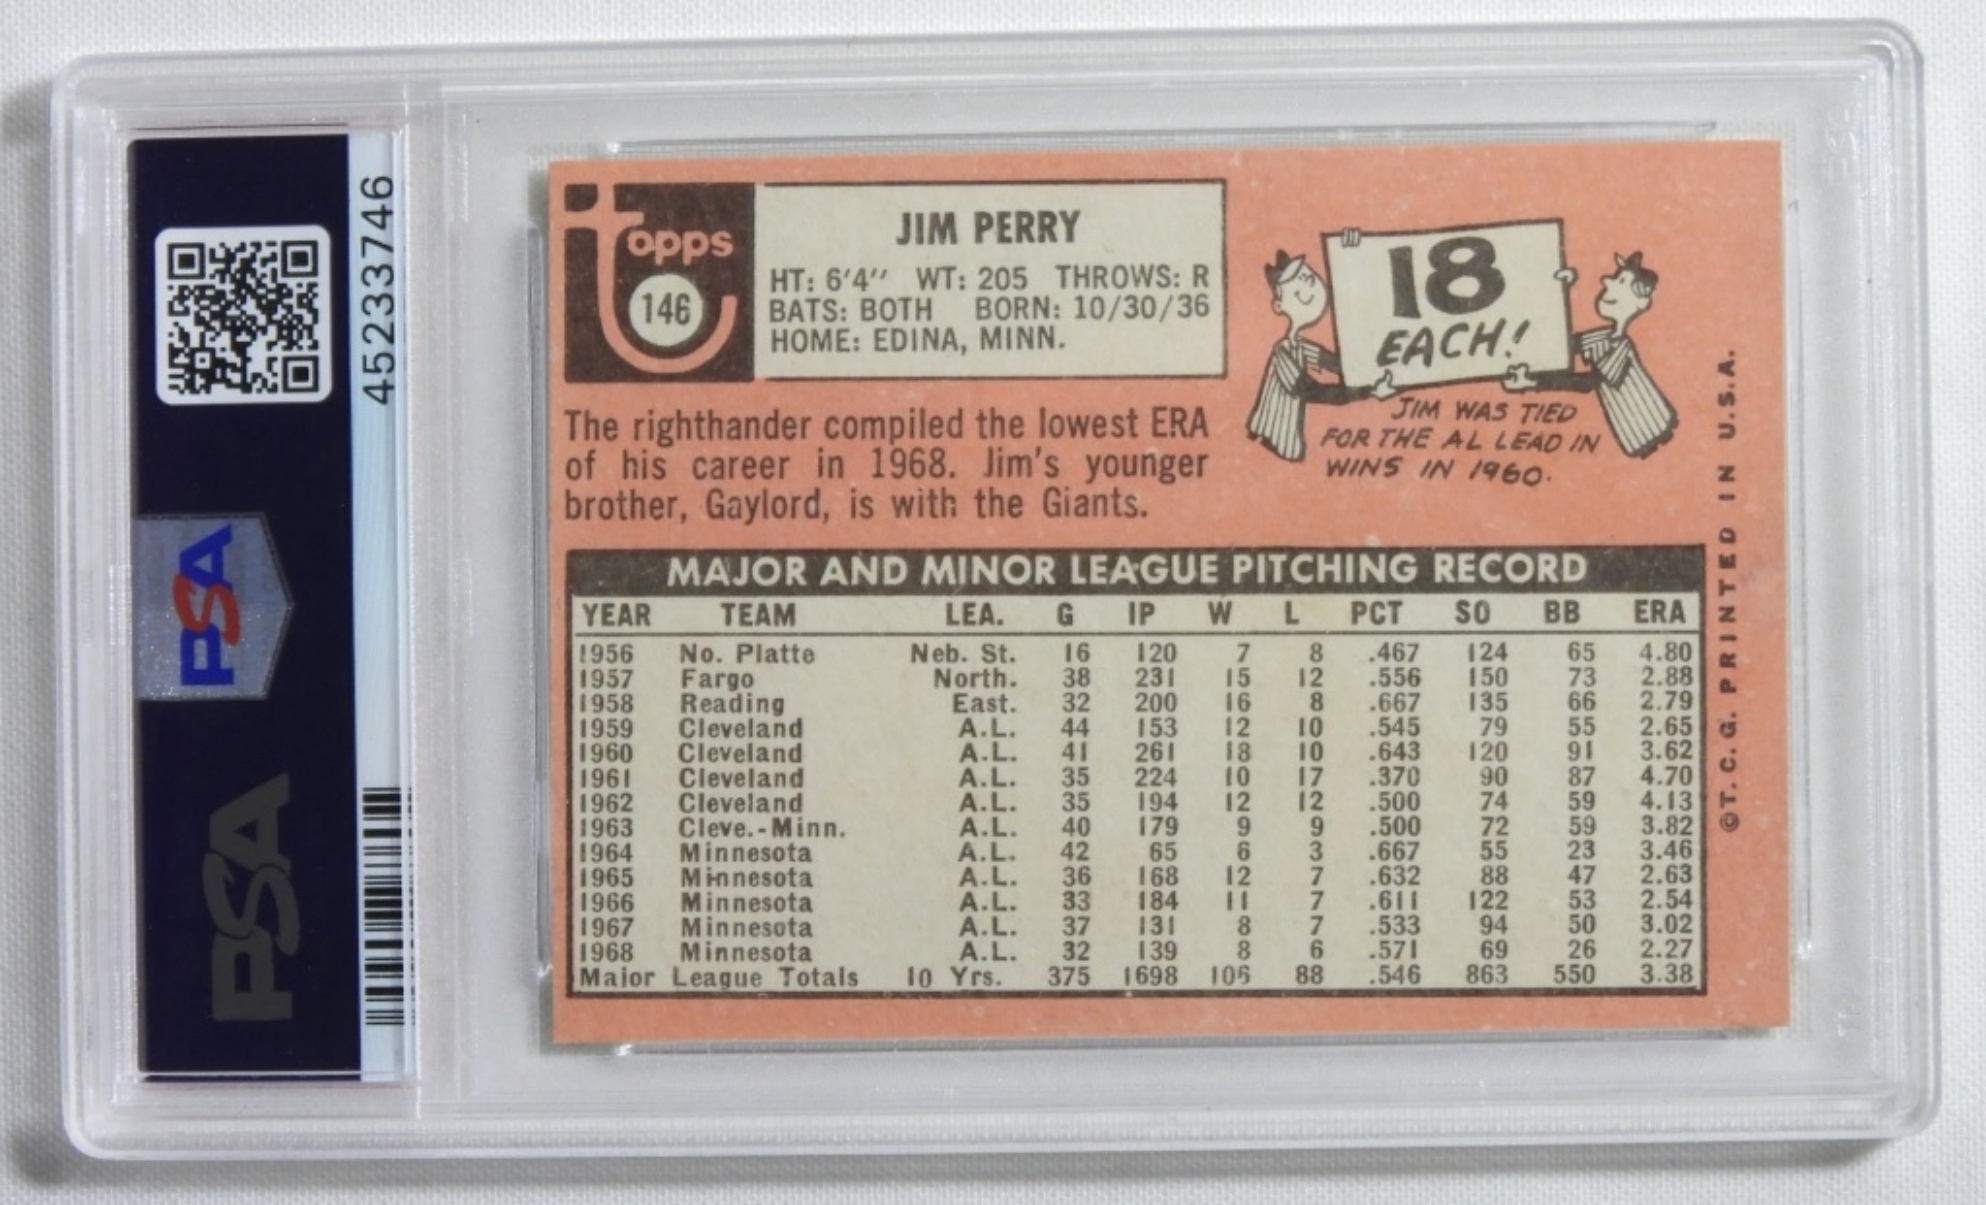 45233746
PSA
PSA
Topps
146
JIM PERRY
HT: 6'4" WT: 205 THROWS: R
BATS: BOTH BORN: 10/30/36
HOME: EDINA, MINN.
18
EACH!
JIM WAS TIED
FOR THE AL LEAD IN
WINS IN 1960.
The righthander compiled the lowest ERA
of his career in 1968. Jim's younger
brother, Gaylord, is with the Giants.
MAJOR AND MINOR LEAGUE PITCHING RECORD
YEAR TEAM LEA. G IP W L PCT SO BB ERA
1956 No. Platte Neb. St. 16 120 7 8 .467 124 65 4.80
1957 Fargo North. 38 231 15 12 .556 150 73 2.88
1958 Reading East. 32 200 16 8 .667 135 66 2.79
1959 Cleveland A.L. 44 153 12 10 .545 79 55 2.65
1960 Cleveland A.L. 41 261 18 10 .643 120 91 3.62
1961 Cleveland A.L. 35 224 10 17 .370 90 87 4.70
1962 Cleveland A.L. 35 194 12 12 .500 74 59 4.13
1963 Cleve.-Minn. A.L. 40 179 9 9 .500 72 59 3.82
1964 Minnesota A.L. 42 65 6 3 .667 55 23 3.46
1965 Minnesota A.L. 36 168 12 7 .632 88 47 2.63
1966 Minnesota A.L. 33 184 11 7 .611 122 53 2.54
1967 Minnesota A.L. 37 131 8 7 .533 94 50 3.02
1968 Minnesota A.L. 32 139 8 6 .571 69 26 2.27
Major League Totals 10 Yrs. 375 1698 106 88 .546 863 550 3.38
©T. C. G. PRINTED IN U.S.A.